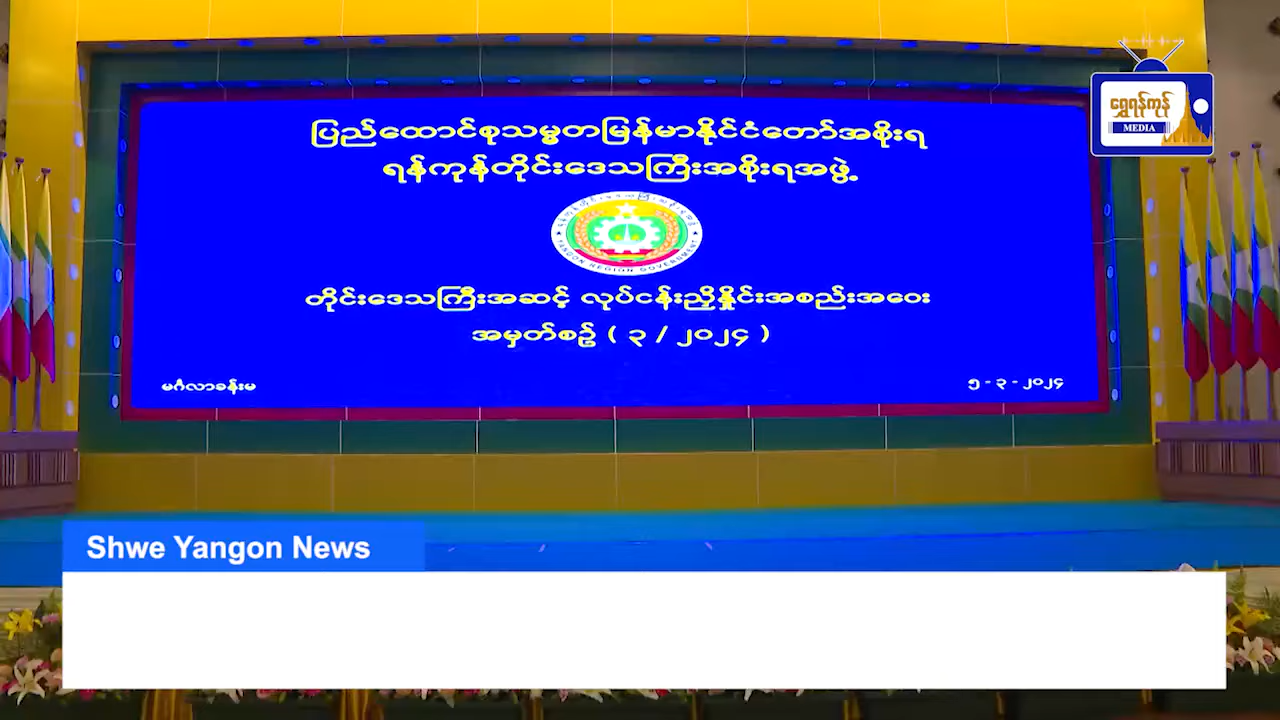 ရွှေရန်ကုန်
MEDIA
ပြည်ထောင်စုသမ္မတမြန်မာနိုင်ငံတော်အစိုးရ
ရန်ကုန်တိုင်းဒေသကြီးအစိုးရအဖွဲ့
YANGON REGION GOVERNMENT
တိုင်းဒေသကြီးအဆင့် လုပ်ငန်းညှိနှိုင်းအစည်းအဝေး
အမှတ်စဉ် ( ၃ / ၂၀၂၄ )
မင်္ဂလာခန်းမ
၅ - ၃ - ၂၀၂၄
Shwe Yangon News